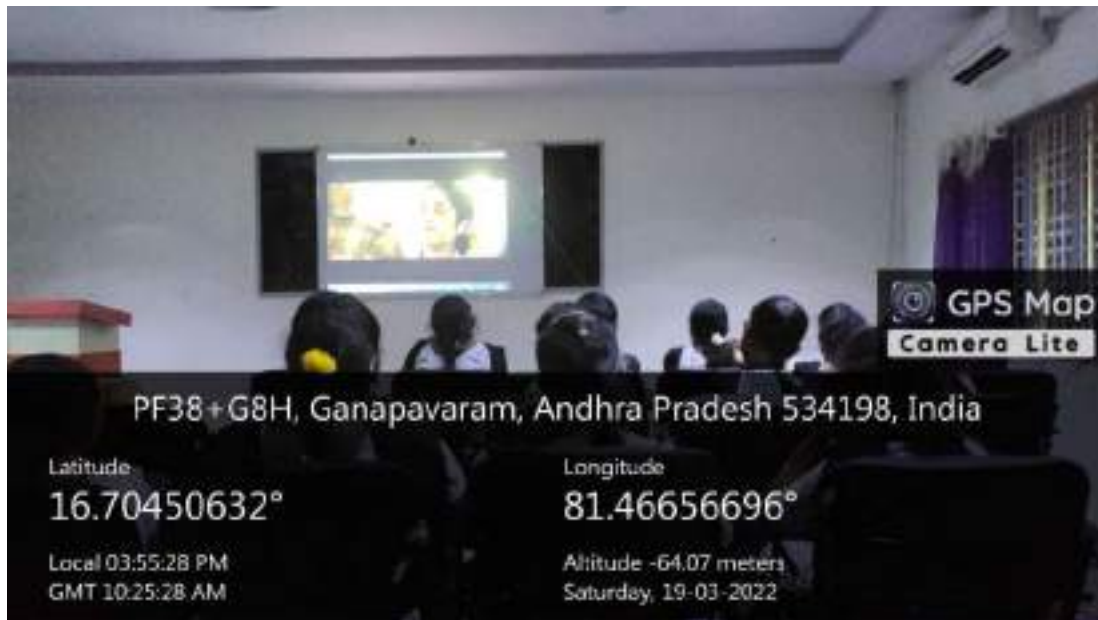 GPS Map
Camera Lite
PF38+G8H, Ganapavaram, Andhra Pradesh 534198, India
Latitude
16.70450632°
Longitude
81.46656696°
Local 03:55:28 PM
GMT 10:25:28 AM
Altitude -64.07 meters
Saturday, 19-03-2022